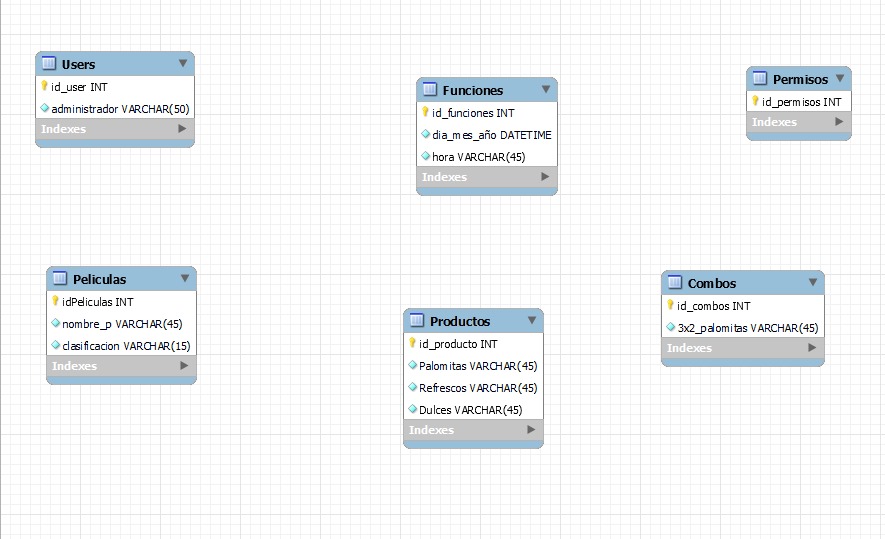 Users
id_user INT
administrador VARCHAR(50)
Indexes
Funciones
id_funciones INT
dia_mes_año DATETIME
hora VARCHAR(45)
Indexes
Permisos
id_permisos INT
Indexes
Peliculas
idPeliculas INT
nombre_p VARCHAR(45)
clasificacion VARCHAR(15)
Indexes
Productos
id_producto INT
Palomitas VARCHAR(45)
Refrescos VARCHAR(45)
Dulces VARCHAR(45)
Indexes
Combos
id_combos INT
3x2_palomitas VARCHAR(45)
Indexes